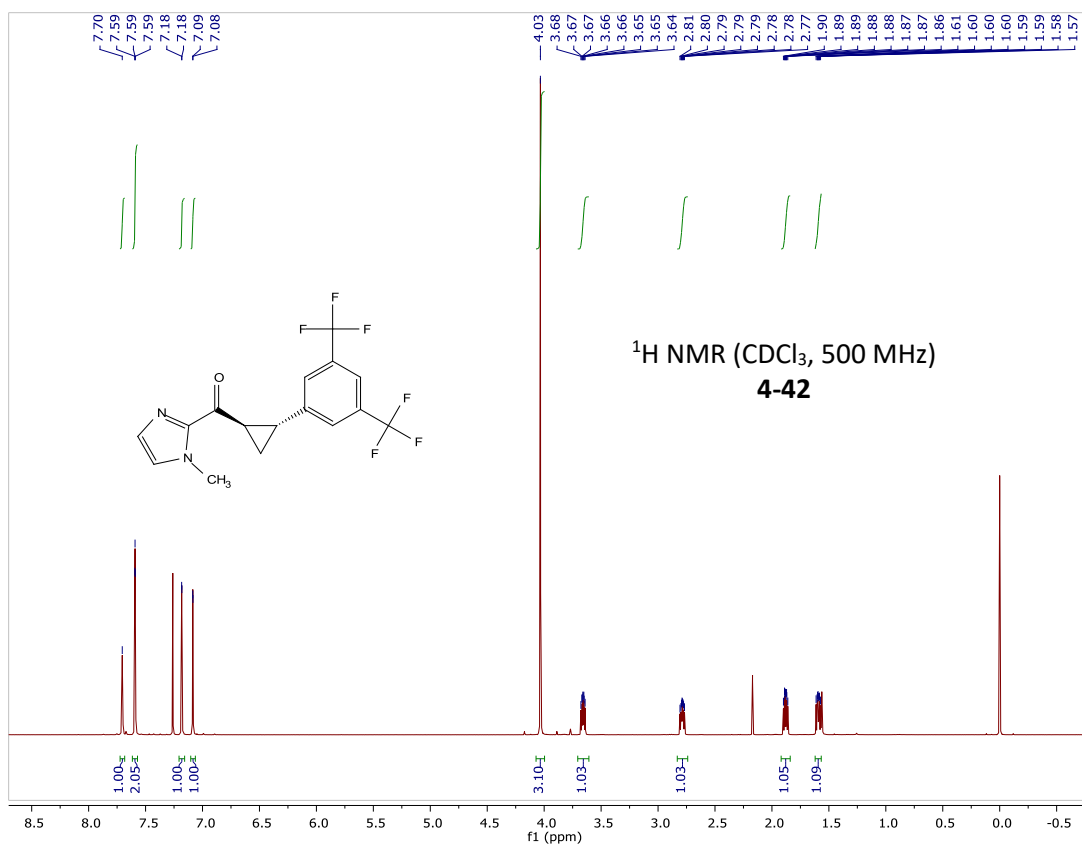 7.70 7.59 7.59 7.59 7.18 7.18 7.09 7.08 4.03 3.68 3.67 3.67 3.66 3.66 3.65 3.65 3.64 2.81 2.80 2.79 2.79 2.79 2.78 2.78 2.77 1.90 1.89 1.89 1.88 1.88 1.87 1.87 1.86 1.61 1.60 1.60 1.60 1.59 1.59 1.58 1.57
F
F F
O
F
N
F
N
F
CH₃
¹H NMR (CDCl₃, 500 MHz)
4-42
1.00 2.05 1.00 1.00 3.10 1.03 1.03 1.05 1.09
8.5 8.0 7.5 7.0 6.5 6.0 5.5 5.0 4.5 4.0 3.5 3.0 2.5 2.0 1.5 1.0 0.5 0.0 -0.5
f1 (ppm)